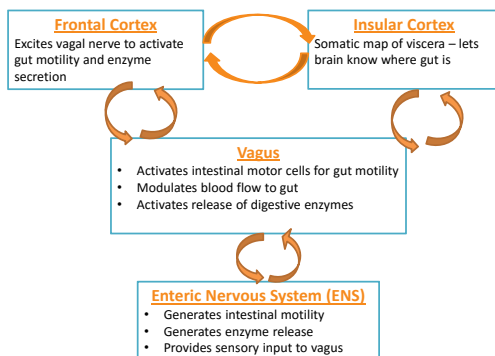 Frontal Cortex
Excites vagal nerve to activate
gut motility and enzyme
secretion
Insular Cortex
Somatic map of viscera – lets
brain know where gut is
Vagus
• Activates intestinal motor cells for gut motility
• Modulates blood flow to gut
• Activates release of digestive enzymes
Enteric Nervous System (ENS)
• Generates intestinal motility
• Generates enzyme release
• Provides sensory input to vagus